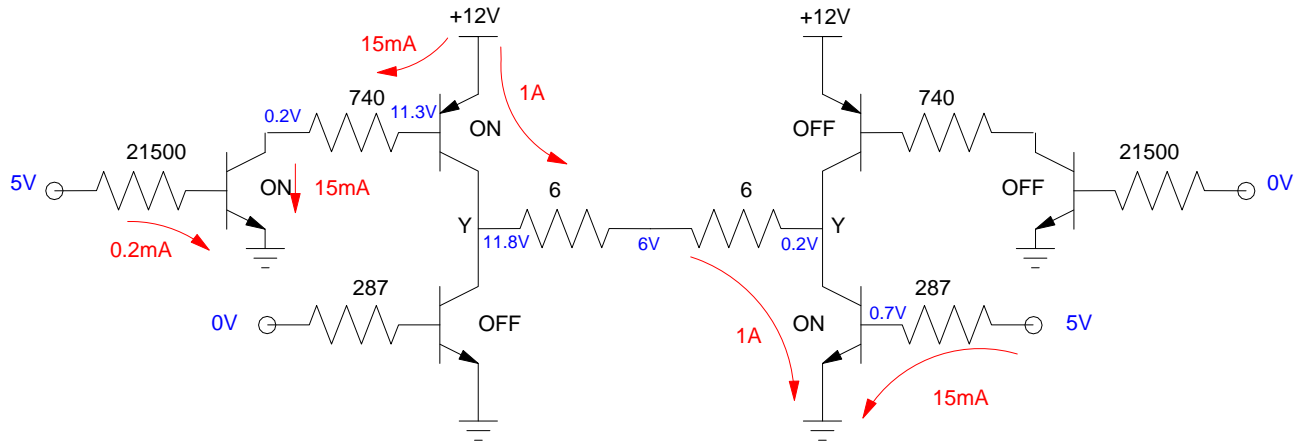 +12V
+12V
15mA
1A
740
740
0.2V
11.3V
ON
OFF
21500
21500
5V
ON
15mA
OFF
0V
6
6
Y
Y
0.2mA
11.8V
6V
0.2V
287
287
0V
OFF
1A
ON
0.7V
5V
15mA